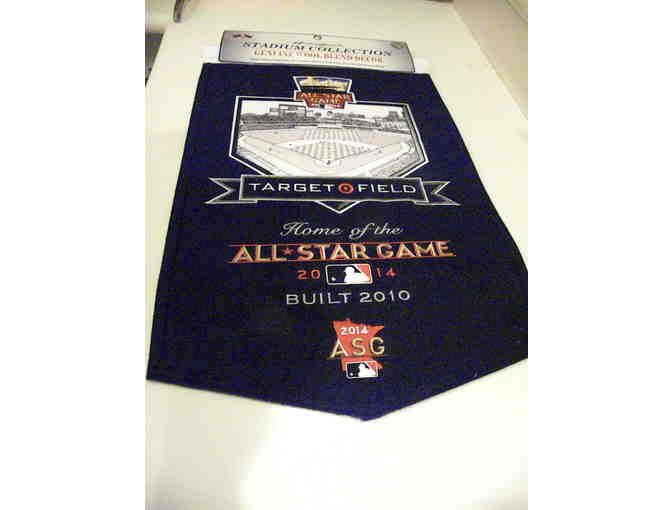 STADIUM COLLECTION
GENUINE WOOL BLEND DECOR
ALL★STAR
GAME
TARGET FIELD
Home of the
ALL★STAR GAME
20 14
BUILT 2010
2014
ASG